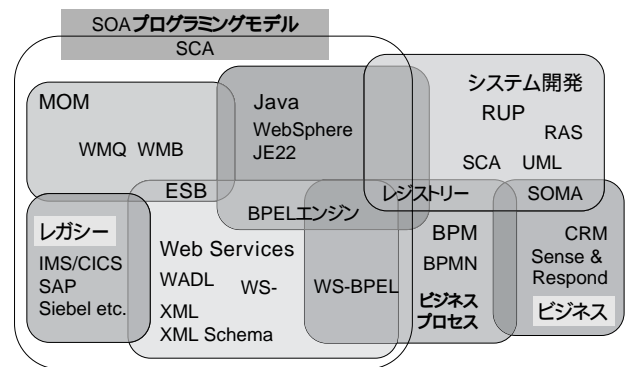 SOAプログラミングモデル
SCA
MOM
WMQ WMB
Java
WebSphere
JE22
システム開発
RUP
RAS
SCA UML
ESB
BPELエンジン
レジストリー
SOMA
レガシー
IMS/CICS
SAP
Siebel etc.
Web Services
WADL WS-
XML
XML Schema
WS-BPEL
BPM
BPMN
ビジネス
プロセス
CRM
Sense &
Respond
ビジネス